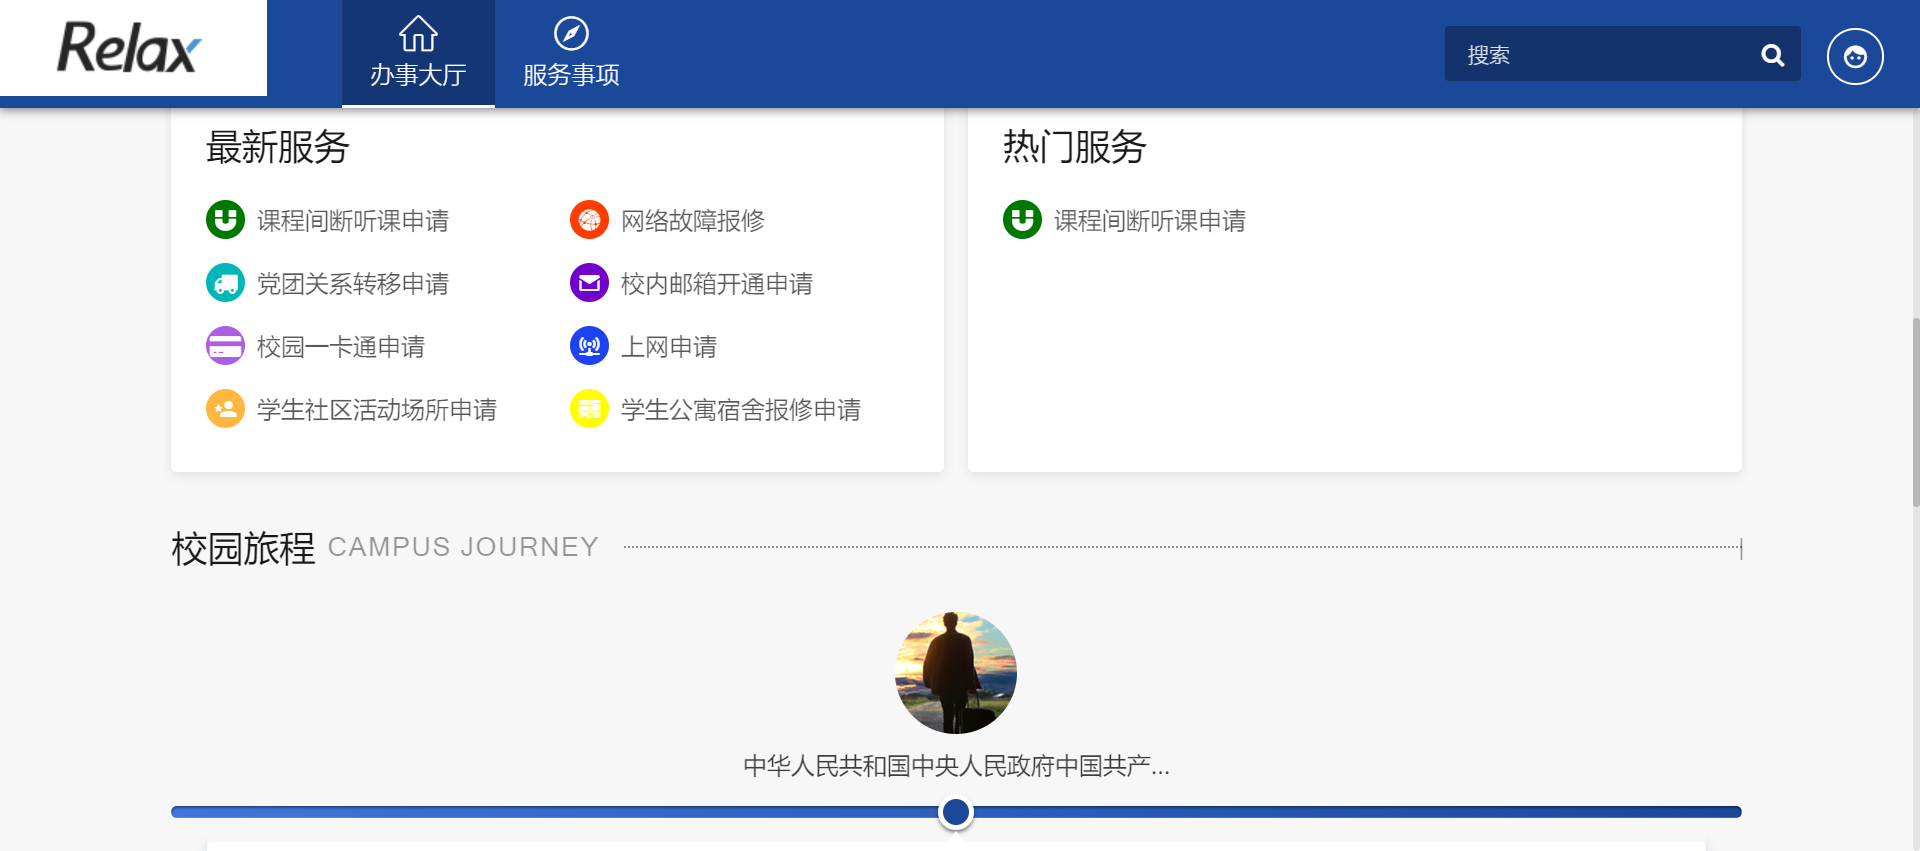 Relax
办事大厅
服务事项
搜索
最新服务
课程间断听课申请
网络故障报修
党团关系转移申请
校内邮箱开通申请
校园一卡通申请
上网申请
学生社区活动场所申请
学生公寓宿舍报修申请
热门服务
课程间断听课申请
校园旅程 CAMPUS JOURNEY
中华人民共和国中央人民政府中国共产...